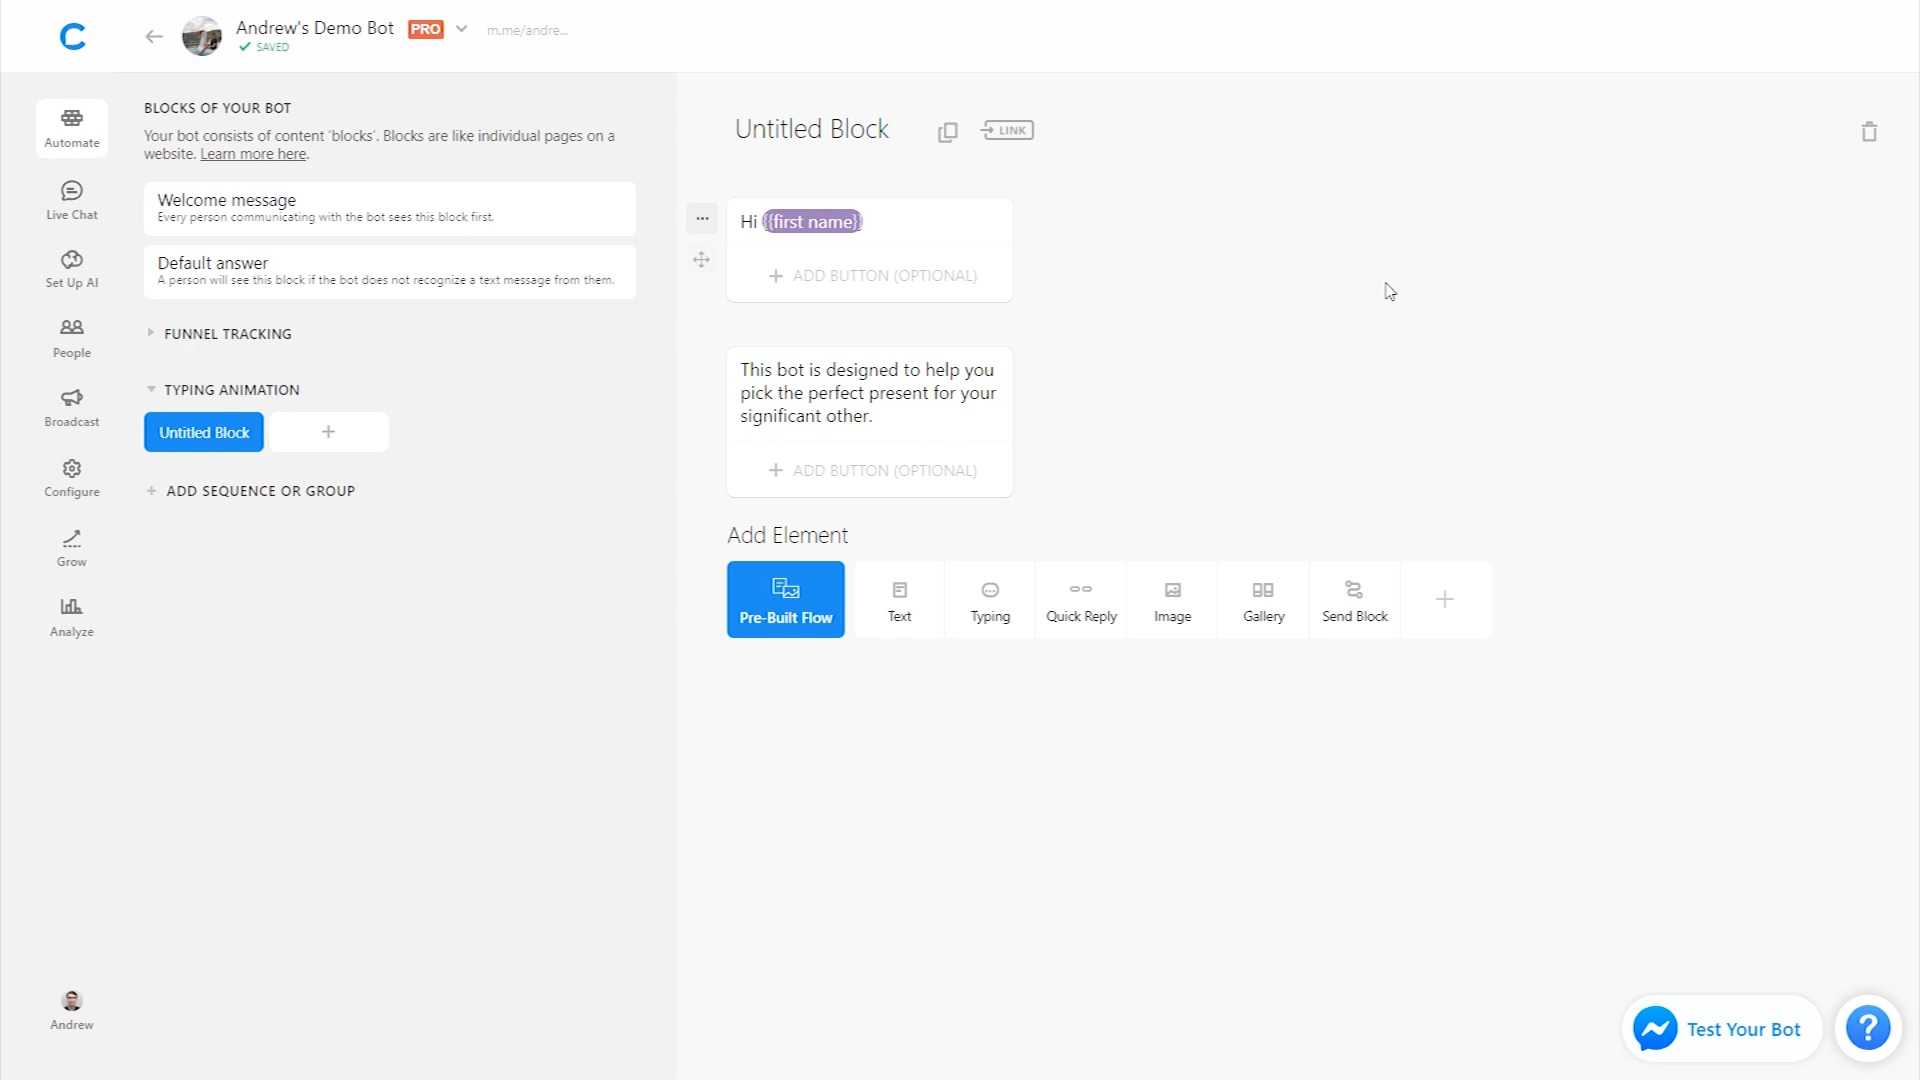 Andrew's Demo Bot PRO m.me/andre...
SAVED
Automate
Live Chat
Set Up AI
People
Broadcast
Configure
Grow
Analyze
Andrew
BLOCKS OF YOUR BOT
Your bot consists of content 'blocks'. Blocks are like individual pages on a
website. Learn more here.
Welcome message
Every person communicating with the bot sees this block first.
Default answer
A person will see this block if the bot does not recognize a text message from them.
FUNNEL TRACKING
TYPING ANIMATION
Untitled Block
ADD SEQUENCE OR GROUP
Untitled Block
LINK
Hi {{first name}}
ADD BUTTON (OPTIONAL)
This bot is designed to help you
pick the perfect present for your
significant other.
ADD BUTTON (OPTIONAL)
Add Element
Pre-Built Flow
Text
Typing
Quick Reply
Image
Gallery
Send Block
Test Your Bot